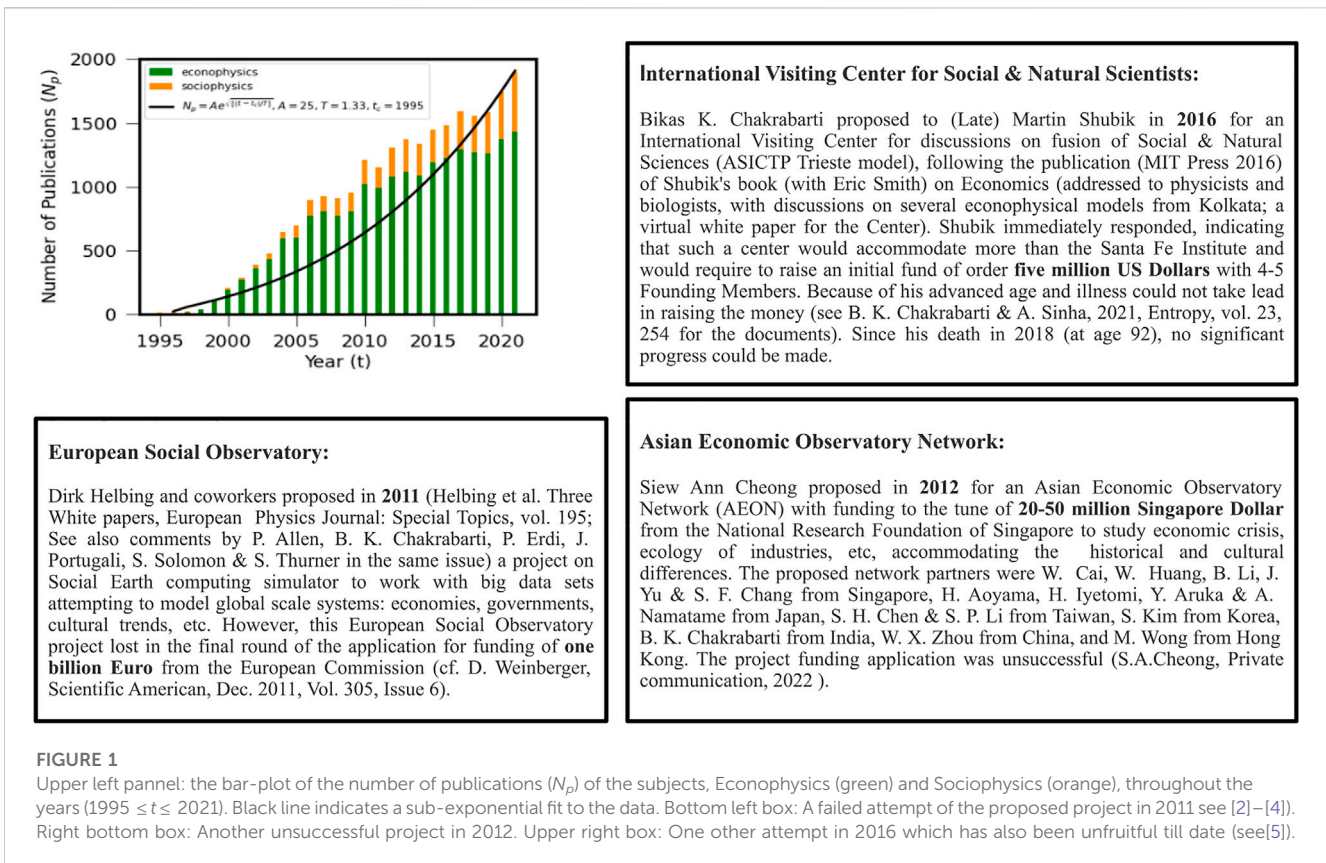 2000
1500
1000
500
0
Number of Publications (Nₚ)
econophysics
sociophysics
Nₚ = Ae^√[(t − t_c)/T], A = 25, T = 1.33, t_c = 1995
1995 2000 2005 2010 2015 2020
Year (t)
International Visiting Center for Social & Natural Scientists:
Bikas K. Chakrabarti proposed to (Late) Martin Shubik in 2016 for an
International Visiting Center for discussions on fusion of Social & Natural
Sciences (ASICTP Trieste model), following the publication (MIT Press 2016)
of Shubik's book (with Eric Smith) on Economics (addressed to physicists and
biologists, with discussions on several econophysical models from Kolkata; a
virtual white paper for the Center). Shubik immediately responded, indicating
that such a center would accommodate more than the Santa Fe Institute and
would require to raise an initial fund of order five million US Dollars with 4-5
Founding Members. Because of his advanced age and illness could not take lead
in raising the money (see B. K. Chakrabarti & A. Sinha, 2021, Entropy, vol. 23,
254 for the documents). Since his death in 2018 (at age 92), no significant
progress could be made.
European Social Observatory:
Dirk Helbing and coworkers proposed in 2011 (Helbing et al. Three
White papers, European Physics Journal: Special Topics, vol. 195;
See also comments by P. Allen, B. K. Chakrabarti, P. Erdi, J.
Portugali, S. Solomon & S. Thurner in the same issue) a project on
Social Earth computing simulator to work with big data sets
attempting to model global scale systems: economies, governments,
cultural trends, etc. However, this European Social Observatory
project lost in the final round of the application for funding of one
billion Euro from the European Commission (cf. D. Weinberger,
Scientific American, Dec. 2011, Vol. 305, Issue 6).
Asian Economic Observatory Network:
Siew Ann Cheong proposed in 2012 for an Asian Economic Observatory
Network (AEON) with funding to the tune of 20-50 million Singapore Dollar
from the National Research Foundation of Singapore to study economic crisis,
ecology of industries, etc, accommodating the historical and cultural
differences. The proposed network partners were W. Cai, W. Huang, B. Li, J.
Yu & S. F. Chang from Singapore, H. Aoyama, H. Iyetomi, Y. Aruka & A.
Namatame from Japan, S. H. Chen & S. P. Li from Taiwan, S. Kim from Korea,
B. K. Chakrabarti from India, W. X. Zhou from China, and M. Wong from Hong
Kong. The project funding application was unsuccessful (S.A.Cheong, Private
communication, 2022 ).
FIGURE 1
Upper left pannel: the bar-plot of the number of publications (Nₚ) of the subjects, Econophysics (green) and Sociophysics (orange), throughout the
years (1995 ≤ t ≤ 2021). Black line indicates a sub-exponential fit to the data. Bottom left box: A failed attempt of the proposed project in 2011 see [2]–[4]).
Right bottom box: Another unsuccessful project in 2012. Upper right box: One other attempt in 2016 which has also been unfruitful till date (see[5]).